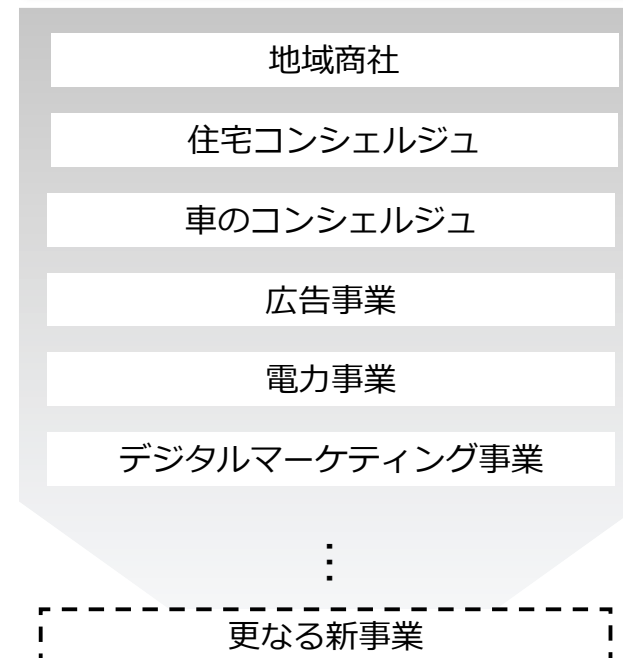 地域商社
住宅コンシェルジュ
車のコンシェルジュ
広告事業
電力事業
デジタルマーケティング事業
⋮
更なる新事業